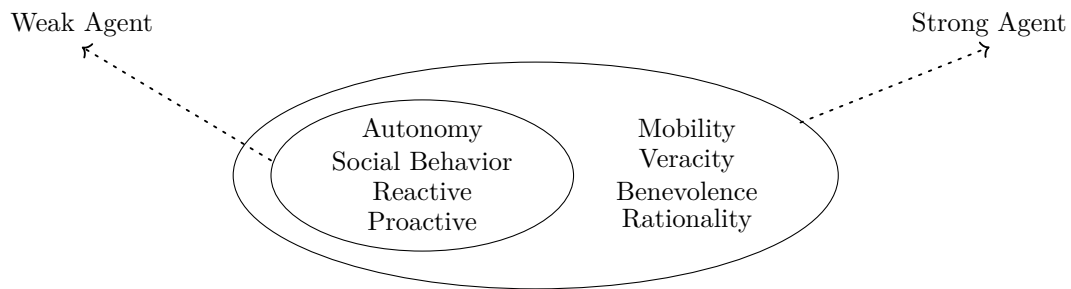 Weak Agent
Strong Agent
Autonomy
Social Behavior
Reactive
Proactive
Mobility
Veracity
Benevolence
Rationality